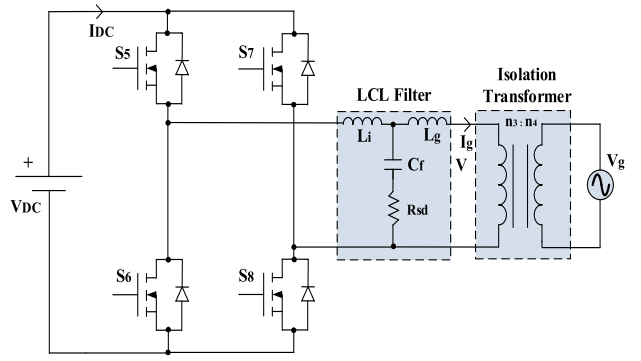 IDC
S5
S7
Isolation
Transformer
LCL Filter
n3 : n4
Li
Lg
Ig
V
Vg
Cf
Rsd
+
VDC
S6
S8